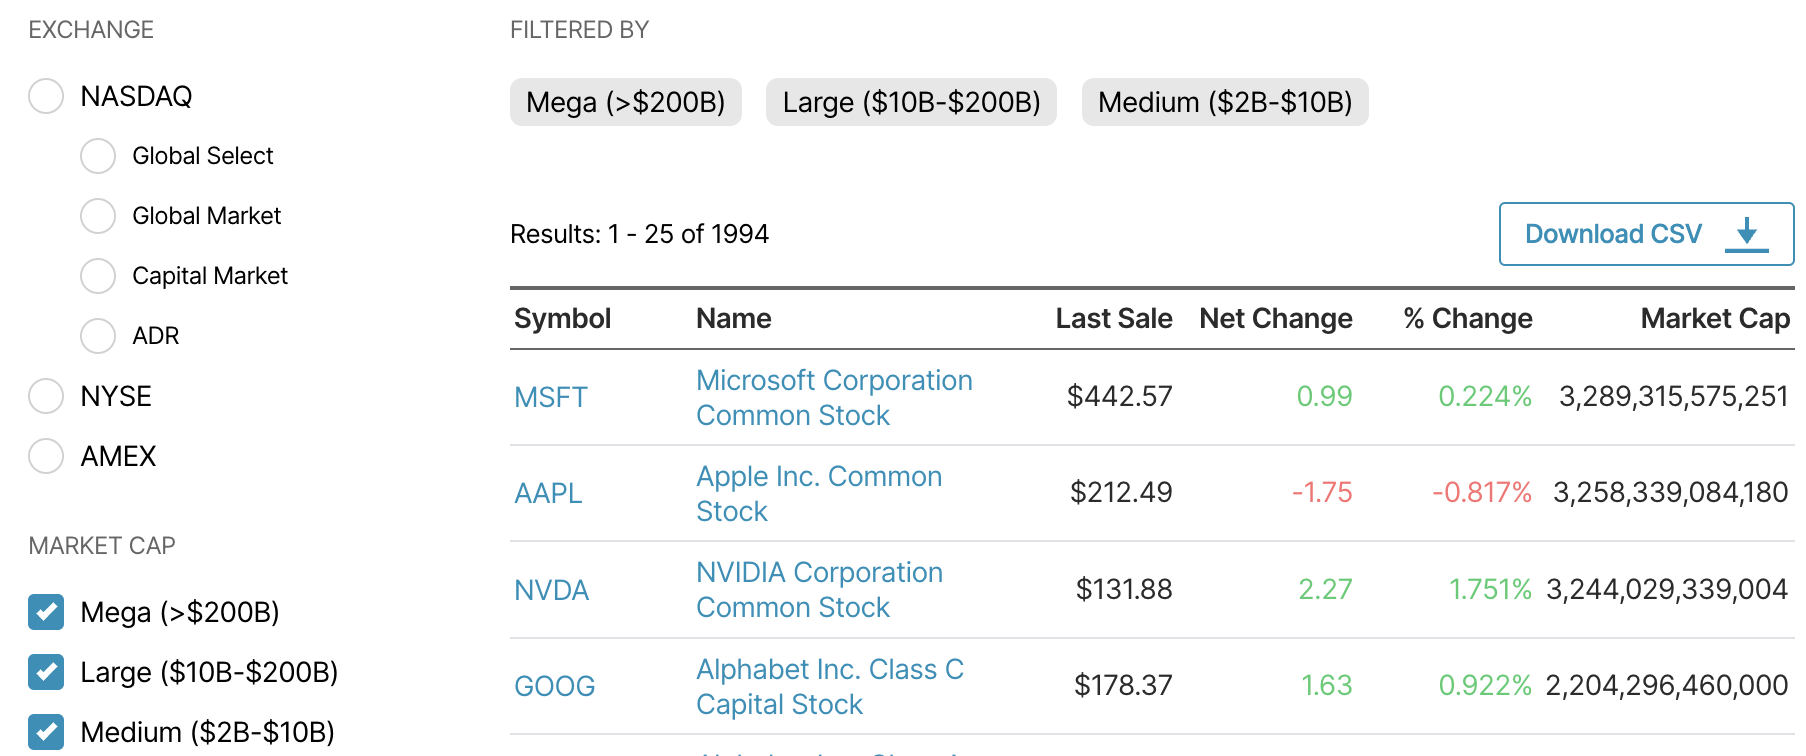 EXCHANGE
NASDAQ
Global Select
Global Market
Capital Market
ADR
NYSE
AMEX
MARKET CAP
Mega (>$200B)
Large ($10B-$200B)
Medium ($2B-$10B)
FILTERED BY
Mega (>$200B) Large ($10B-$200B) Medium ($2B-$10B)
Results: 1 - 25 of 1994
Download CSV
Symbol Name Last Sale Net Change % Change Market Cap
MSFT Microsoft Corporation Common Stock $442.57 0.99 0.224% 3,289,315,575,251
AAPL Apple Inc. Common Stock $212.49 -1.75 -0.817% 3,258,339,084,180
NVDA NVIDIA Corporation Common Stock $131.88 2.27 1.751% 3,244,029,339,004
GOOG Alphabet Inc. Class C Capital Stock $178.37 1.63 0.922% 2,204,296,460,000